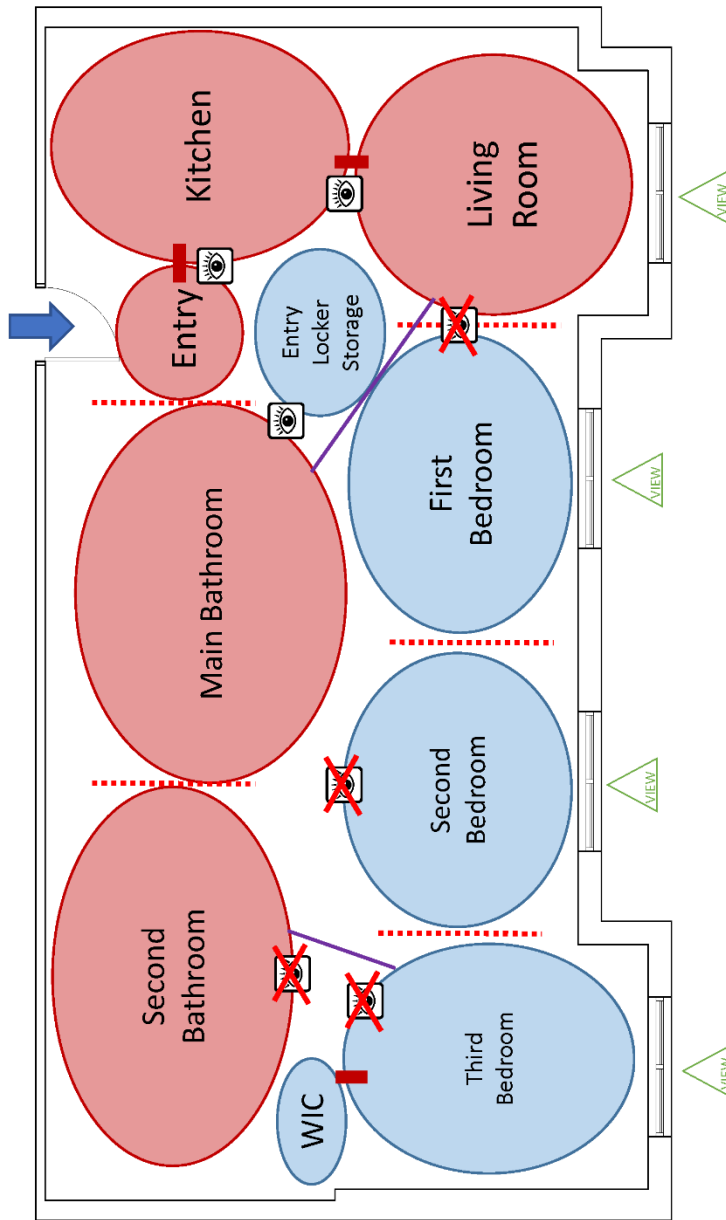 Second
Bathroom
Main Bathroom
Entry
Kitchen
WIC
Entry
Locker
Storage
Third
Bedroom
Second
Bedroom
First
Bedroom
Living
Room
VIEW
VIEW
VIEW
VIEW